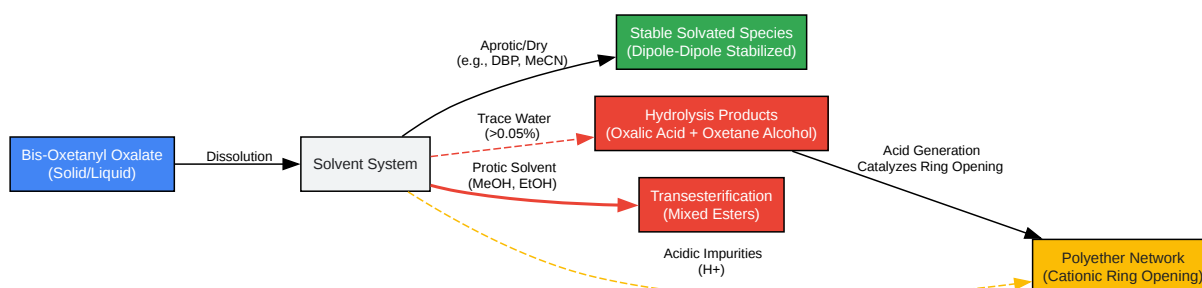 Bis-Oxetanyl Oxalate
(Solid/Liquid)
Dissolution
Solvent System
Aprotic/Dry
(e.g., DBP, MeCN)
Stable Solvated Species
(Dipole-Dipole Stabilized)
Trace Water
(>0.05%)
Hydrolysis Products
(Oxalic Acid + Oxetane Alcohol)
Protic Solvent
(MeOH, EtOH)
Transesterification
(Mixed Esters)
Acid Generation
Catalyzes Ring Opening
Acidic Impurities
(H+)
Polyether Network
(Cationic Ring Opening)